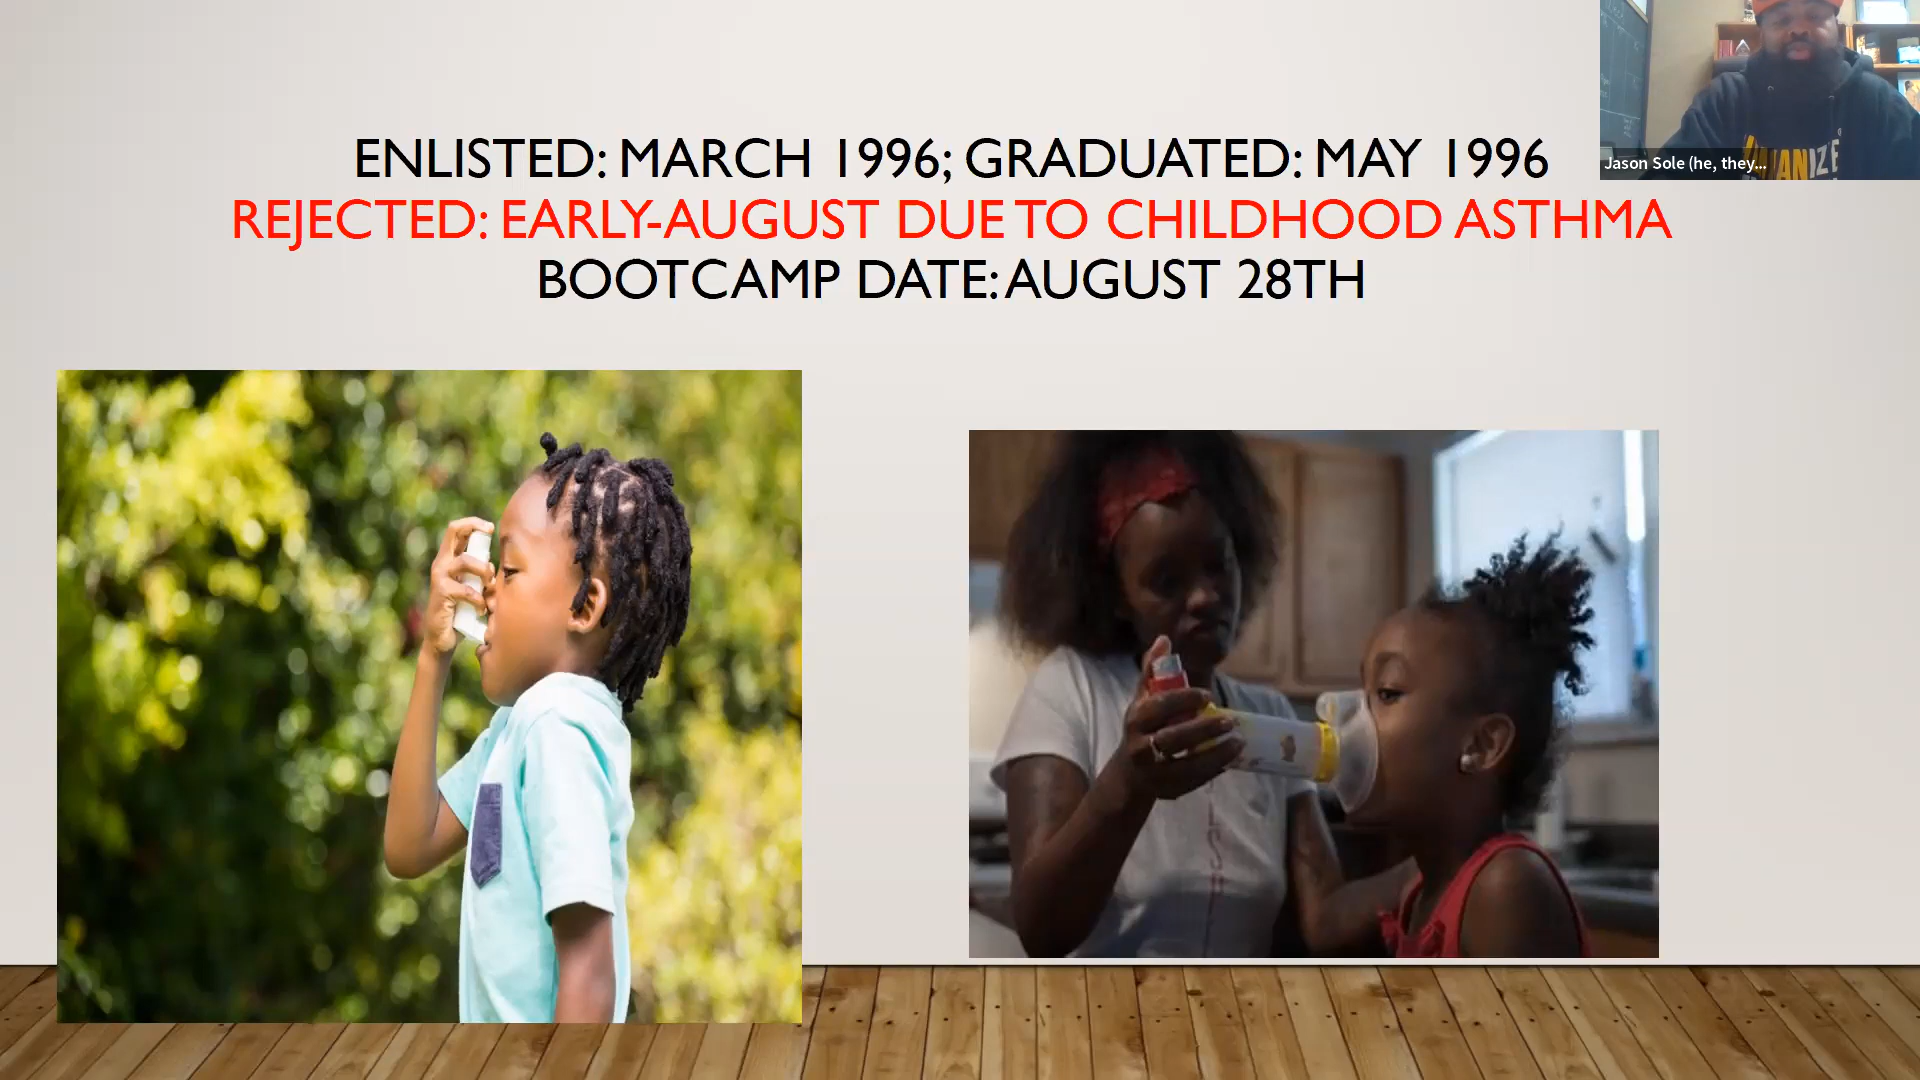 ENLISTED: MARCH 1996; GRADUATED: MAY 1996
REJECTED: EARLY-AUGUST DUE TO CHILDHOOD ASTHMA
BOOTCAMP DATE: AUGUST 28TH
Jason Sole (he, they...